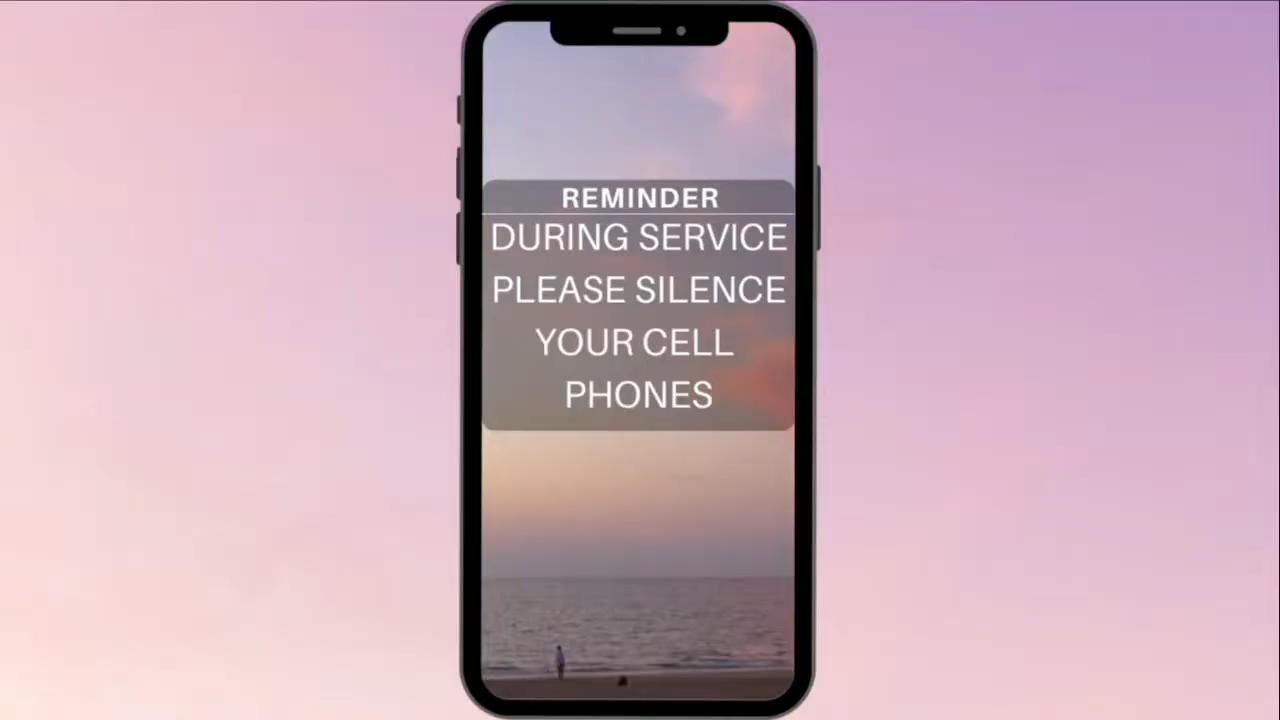 REMINDER
DURING SERVICE
PLEASE SILENCE
YOUR CELL
PHONES